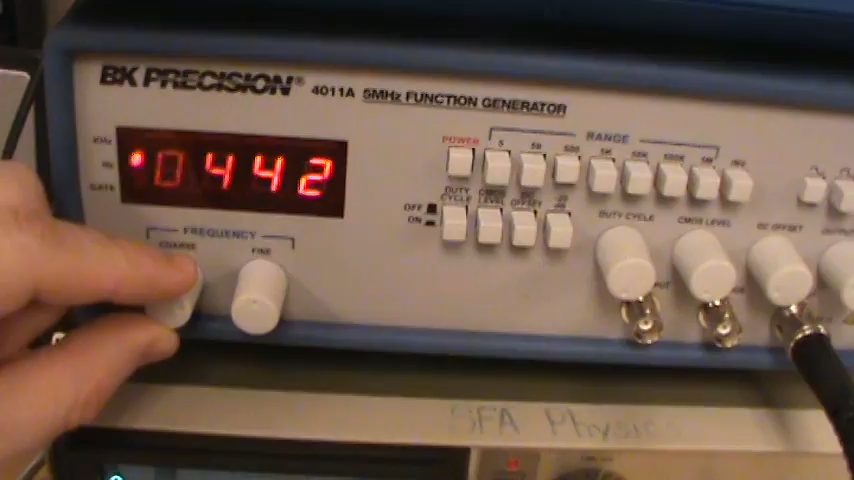 BK PRECISION® 4011A 5MHz FUNCTION GENERATOR
KHz
Hz
GATE
0442
POWER
RANGE
5 50 500 5K 50K 500K 5M INV
DUTY CYCLE
CMOS LEVEL
DC OFFSET
OFF
ON
FREQUENCY
COARSE
FINE
DUTY CYCLE
CMOS LEVEL
DC OFFSET
SFA Physics